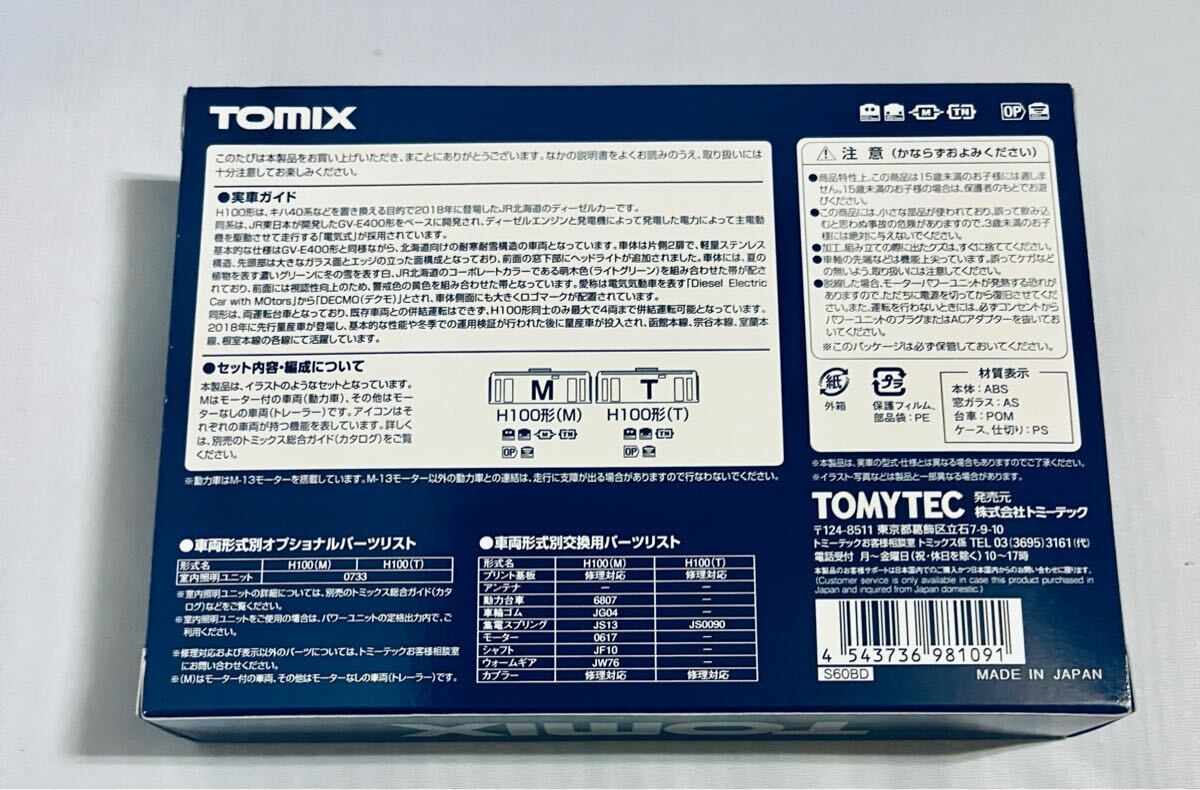 TOMIX
M TN OP
このたびは本製品をお買い上げいただき、まことにありがとうございます。なかの説明書をよくお読みのうえ、取り扱いには
十分注意してお楽しみください。
●実車ガイド
H100形は、キハ40系などを置き換える目的で2018年に登場したJR北海道のディーゼルカーです。
同系は、JR東日本が開発したGV-E400形をベースに開発され、ディーゼルエンジンと発電機によって発電した電力によって主電動
機を駆動させて走行する「電気式」が採用されています。
基本的な仕様はGV-E400形と同様ながら、北海道向けの耐寒耐雪構造の車両となっています。車体は片側2扉で、軽量ステンレス
構造、先頭部は大きなガラス面とエッジの立った面構成となっており、前面の窓下部にヘッドライトが追加されました。車体には、夏の
植物を表す濃いグリーンに冬の雪を表す白、JR北海道のコーポレートカラーである萌木色(ライトグリーン)を組み合わせた帯が配さ
れており、前面には視認性向上のため、警戒色の黄色を組み合わせた帯となっています。愛称は電気気動車を表す「Diesel Electric
Car with MOtors」から「DECMO(デクモ)」とされ、車体側面にも大きくロゴマークが配置されています。
同形は、両運転台車となっており、既存車両との併結運転はできず、H100形同士のみ最大で4両まで併結運転可能となっています。
2018年に先行量産車が登場し、基本的な性能や冬季での運用検証が行われた後に量産車が投入され、函館本線、宗谷本線、室蘭本
線、根室本線の各線にて活躍しています。
●セット内容・編成について
本製品は、イラストのようなセットとなっています。
Mはモーター付の車両(動力車)、その他はモ
ーターなしの車両(トレーラー)です。アイコンはそ
れぞれの車両が持つ機能を表しています。詳しく
は、別売のトミックス総合ガイド(カタログ)をご覧
ください。
M T
H100形(M) H100形(T)
M TN TN
OP OP
※動力車はM-13モーターを搭載しています。M-13モーター以外の動力車との連結は、走行に支障が出る場合がありますので行なわないでください。
●車両形式別オプショナルパーツリスト
形式名 H100(M) H100(T)
室内照明ユニット 0733
※室内照明ユニットの詳細については、別売のトミックス総合ガイド(カタ
ログ)などをご覧ください。
※室内照明ユニットをご使用の場合は、パワーユニットの定格出力内で、ご
利用ください。
※修理対応および表示以外のパーツについては、トミーテックお客様相談室
にお問い合わせください。
※(M)はモーター付の車両、その他はモーターなしの車両(トレーラー)です。
●車両形式別交換用パーツリスト
形式名 H100(M) H100(T)
プリント基板 修理対応 修理対応
アンテナ － －
動力台車 6807 －
車輪ゴム JG04 －
集電スプリング JS13 JS0090
モーター 0617 －
シャフト JF10 －
ウォームギア JW76 －
カプラー 修理対応 修理対応
注意(かならずおよみください)
●商品特性上、この商品は15歳未満のお子様には適しま
せん。15歳未満のお子様の場合は、保護者のもとでお遊
びください。
●この商品には、小さな部品が使われており、誤って飲み込
むと思わぬ事故の危険がありますので、3歳未満のお子
様には絶対に与えないでください。
●加工、組み立ての際に出たクズは、すぐに捨ててください。
●車軸の先端などは機能上尖っています。誤ってケガなど
の無いよう、取り扱いには注意してください。
●脱線した場合、モーターやパワーユニットが発熱する恐れが
ありますので、ただちに電源を切ってから復旧させてくださ
い。また、運転を行わないときには、必ずコンセントから
パワーユニットのプラグまたはACアダプターを抜いてお
いてください。
※このパッケージは必ず保管しておいてください。
紙
外箱
プラ
保護フィルム、
部品袋:PE
材質表示
本体:ABS
窓ガラス:AS
台車:POM
ケース、仕切り:PS
※本製品は、実車の型式・仕様とは異なる場合もありますのでご了承ください。
※イラスト・写真などは製品と一部異なる場合があります。
TOMYTEC 発売元 株式会社トミーテック
〒124-8511 東京都葛飾区立石7-9-10
トミーテックお客様相談室 トミックス係 TEL 03(3695)3161(代)
電話受付 月～金曜日(祝・休日を除く) 10～17時
本製品のお客様サポートは日本国内でのご購入かつ日本国内からのお問い合わせに限ります。
(Customer service is only available in case this product purchased in
Japan and inquired from Japan domestic.)
4 543736 981091
S60BD MADE IN JAPAN
TOMIX